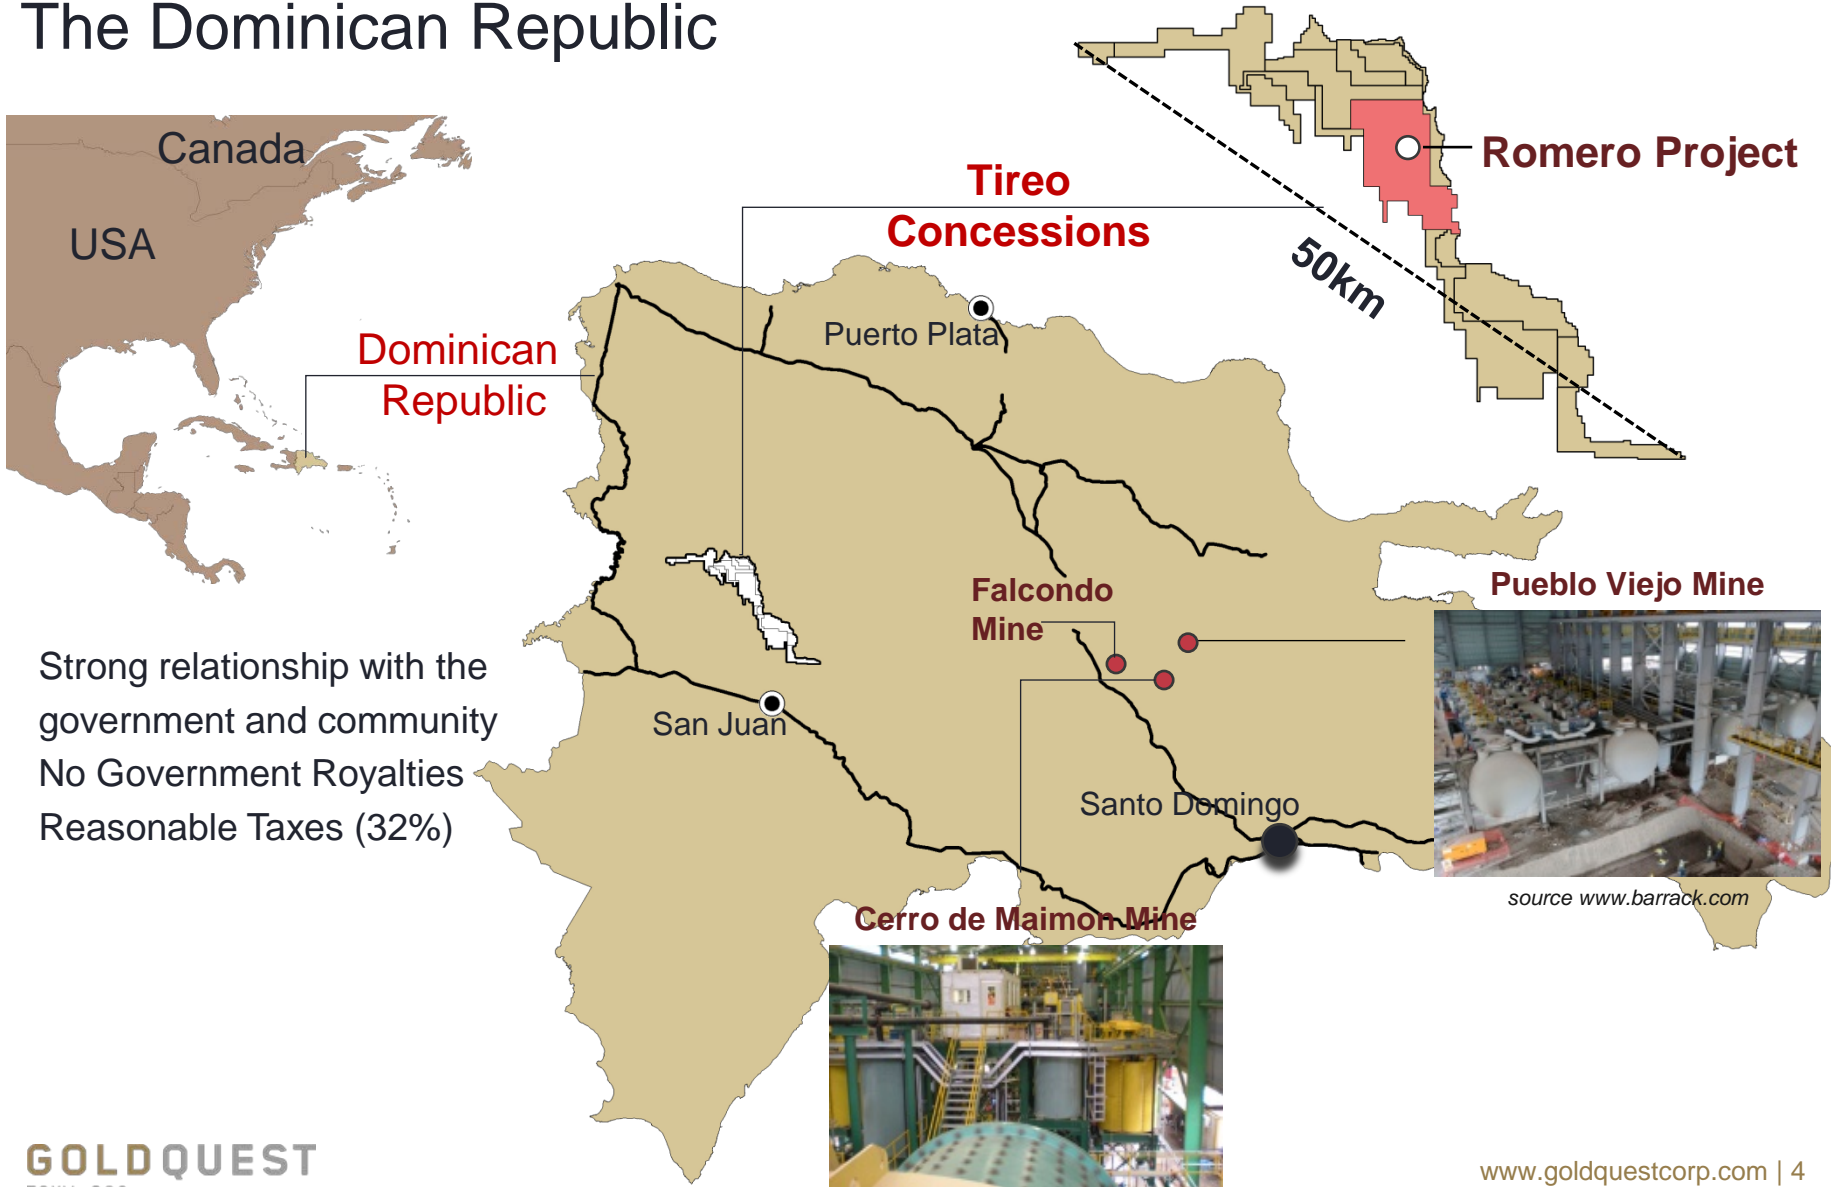 The Dominican Republic
Canada
USA
Dominican
Republic
Tireo
Concessions
Romero Project
50km
Puerto Plata
Falcondo
Mine
Pueblo Viejo Mine
San Juan
Santo Domingo
Strong relationship with the
government and community
No Government Royalties
Reasonable Taxes (32%)
source www.barrack.com
Cerro de Maimon Mine
GOLDQUEST
www.goldquestcorp.com | 4